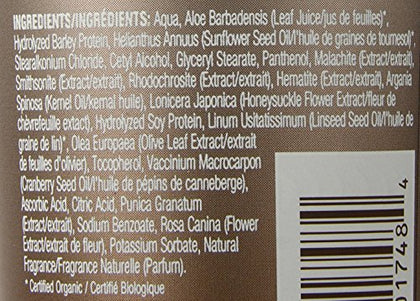 INGREDIENTS/INGRÉDIENTS: Aqua, Aloe Barbadensis (Leaf Juice/jus de feuilles)*,
Hydrolyzed Barley Protein, Helianthus Annuus (Sunflower Seed Oil/l'huile de graines de tournesol)*,
Stearalkonium Chloride, Cetyl Alcohol, Glyceryl Stearate, Panthenol, Malachite (Extract/extrait),
Smithsonite (Extract/extrait), Rhodochrosite (Extract/extrait), Hematite (Extract/extrait), Argania
Spinosa (Kernel Oil/kernal huile), Lonicera Japonica (Honeysuckle Flower Extract/fleur de
chèvrefeuille extact), Hydrolyzed Soy Protein, Linum Usitatissimum (Linseed Seed Oil/l'huile de
graine de lin)*, Olea Europaea (Olive Leaf Extract/extrait
de feuilles d'olivier), Tocopherol, Vaccinium Macrocarpon
(Cranberry Seed Oil/l'huile de pépins de canneberge),
Ascorbic Acid, Citric Acid, Punica Granatum
(Extract/extrait), Sodium Benzoate, Rosa Canina (Flower
Extract/extrait de fleur), Potassium Sorbate, Natural
Fragrance/Fragrance Naturelle (Parfum).
* Certified Organic / Certifié Biologique
81748
4